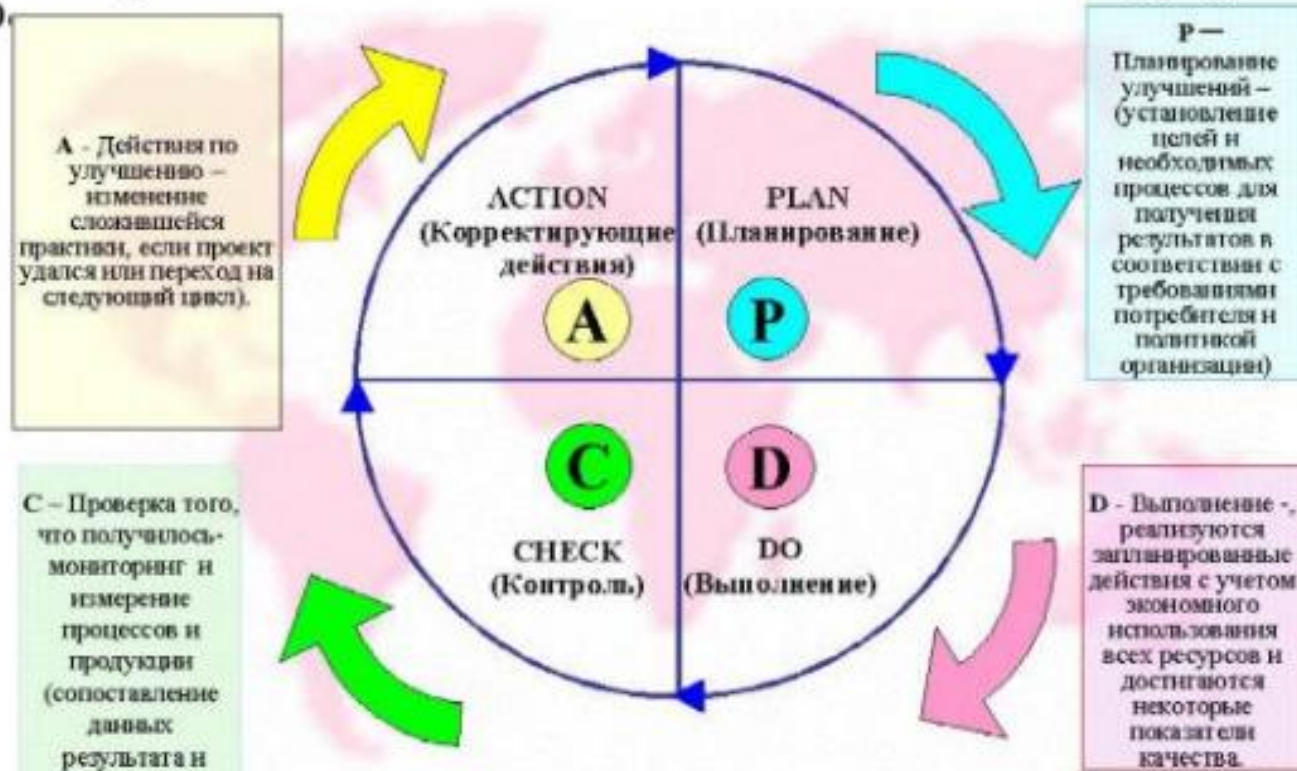 А - Действия по
улучшению –
изменение
сложившейся
практики, если проект
удался или переход на
следующий цикл).
ACTION
(Корректирующие
действия)
A
PLAN
(Планирование)
P
Р —
Планирование
улучшений –
(установление
целей и
необходимых
процессов для
получения
результатов в
соответствии с
требованиями
потребителя и
политикой
организации)
С – Проверка того,
что получилось-
мониторинг и
измерение
процессов и
продукции
(сопоставление
данных
результата и
C
CHECK
(Контроль)
D
DO
(Выполнение)
D - Выполнение -,
реализуются
запланированные
действия с учетом
экономного
использования
всех ресурсов и
достигаются
некоторые
показатели
качества.